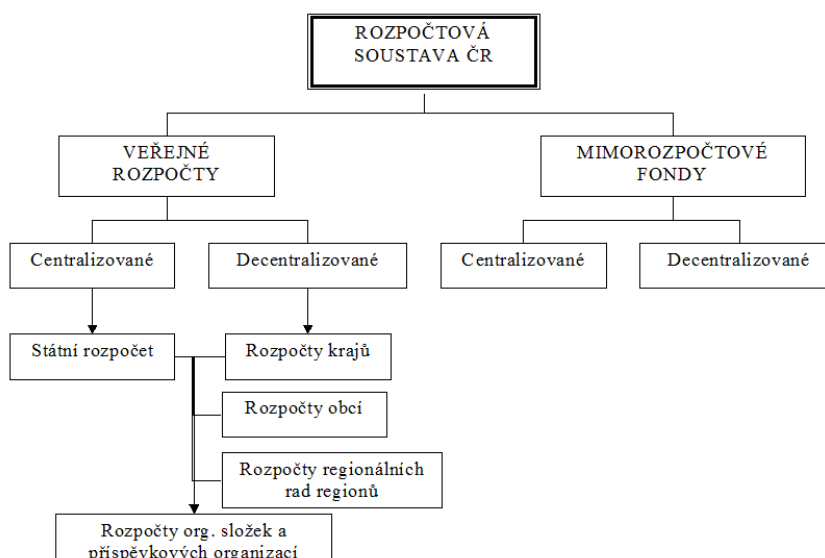 ROZPOČTOVÁ
SOUSTAVA ČR
VEŘEJNÉ
ROZPOČTY
MIMOROZPOČTOVÉ
FONDY
Centralizované
Decentralizované
Centralizované
Decentralizované
Státní rozpočet
Rozpočty krajů
Rozpočty obcí
Rozpočty regionálních
rad regionů
Rozpočty org. složek a
příspěvkových organizací